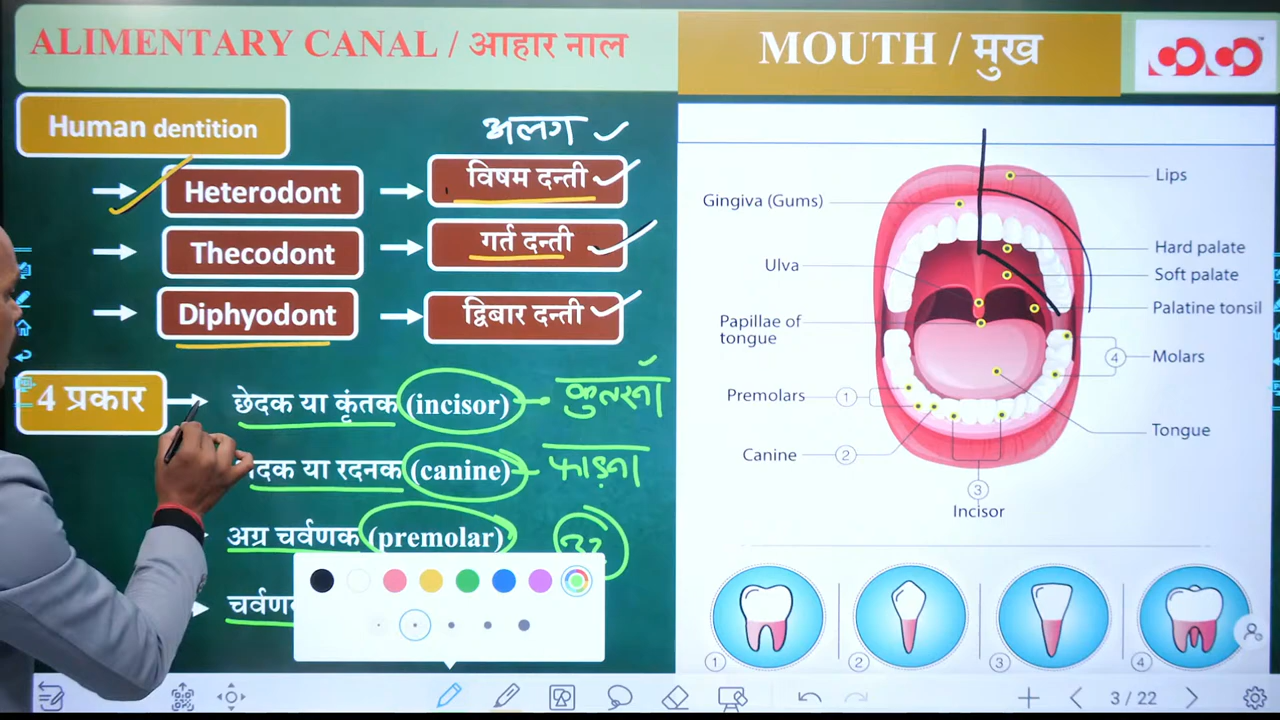 ALIMENTARY CANAL / आहार नाल
MOUTH / मुख
Human dentition
अलग
Heterodont
विषम दन्ती
Thecodont
गर्त दन्ती
Diphyodont
द्विबार दन्ती
4 प्रकार
छेदक या कृंतक (incisor)
कुतरना
दक या रदनक (canine)
फाड़ना
अग्र चर्वणक (premolar)
चर्वण
Lips
Gingiva (Gums)
Hard palate
Ulva
Soft palate
Palatine tonsil
Papillae of
tongue
4 Molars
Premolars 1
Tongue
Canine 2
3
Incisor
1
2
3
4
3 / 22